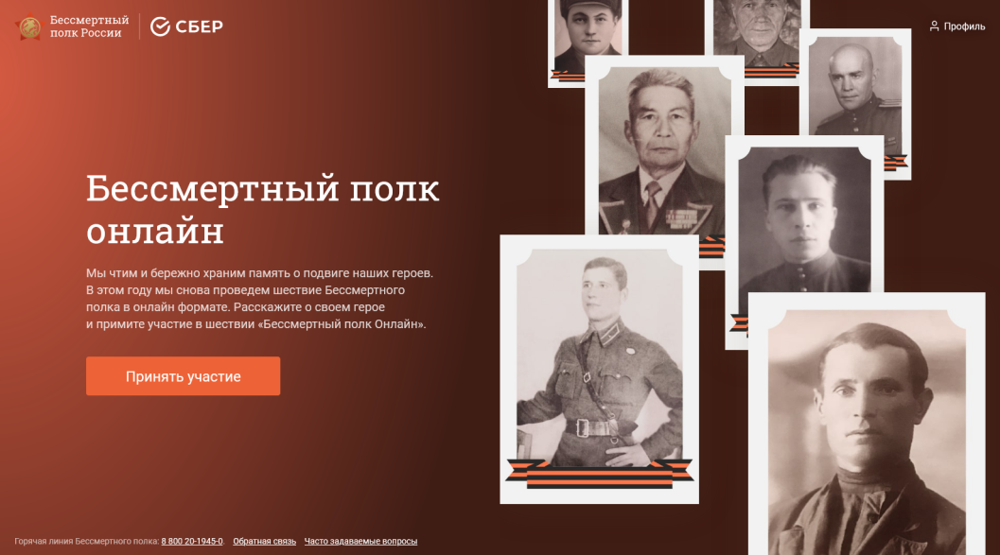 Бессмертный
полк России
СБЕР
Профиль
Бессмертный полк
онлайн
Мы чтим и бережно храним память о подвиге наших героев.
В этом году мы снова проведем шествие Бессмертного
полка в онлайн формате. Расскажите о своем герое
и примите участие в шествии «Бессмертный полк Онлайн».
Принять участие
Горячая линия Бессмертного полка: 8 800 20-1945-0. Обратная связь Часто задаваемые вопросы